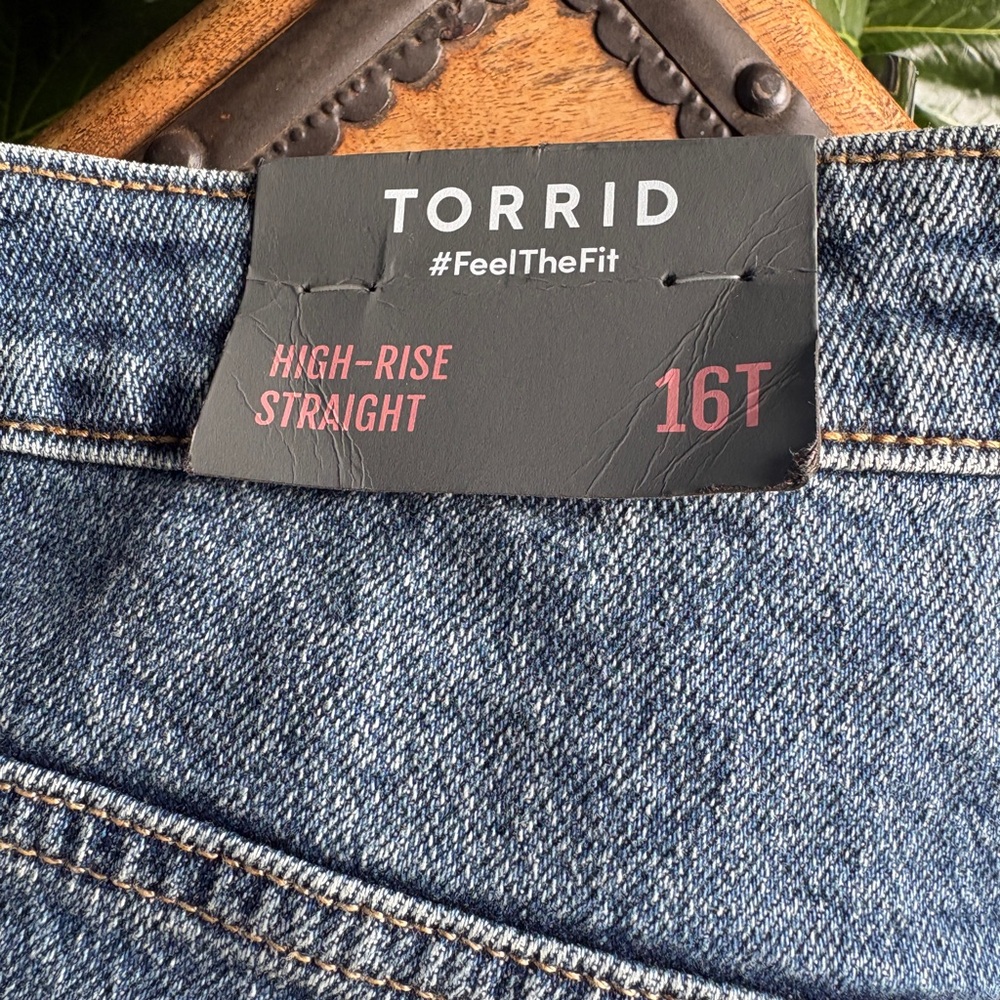 TORRID
#FeelTheFit
HIGH-RISE
STRAIGHT
16T